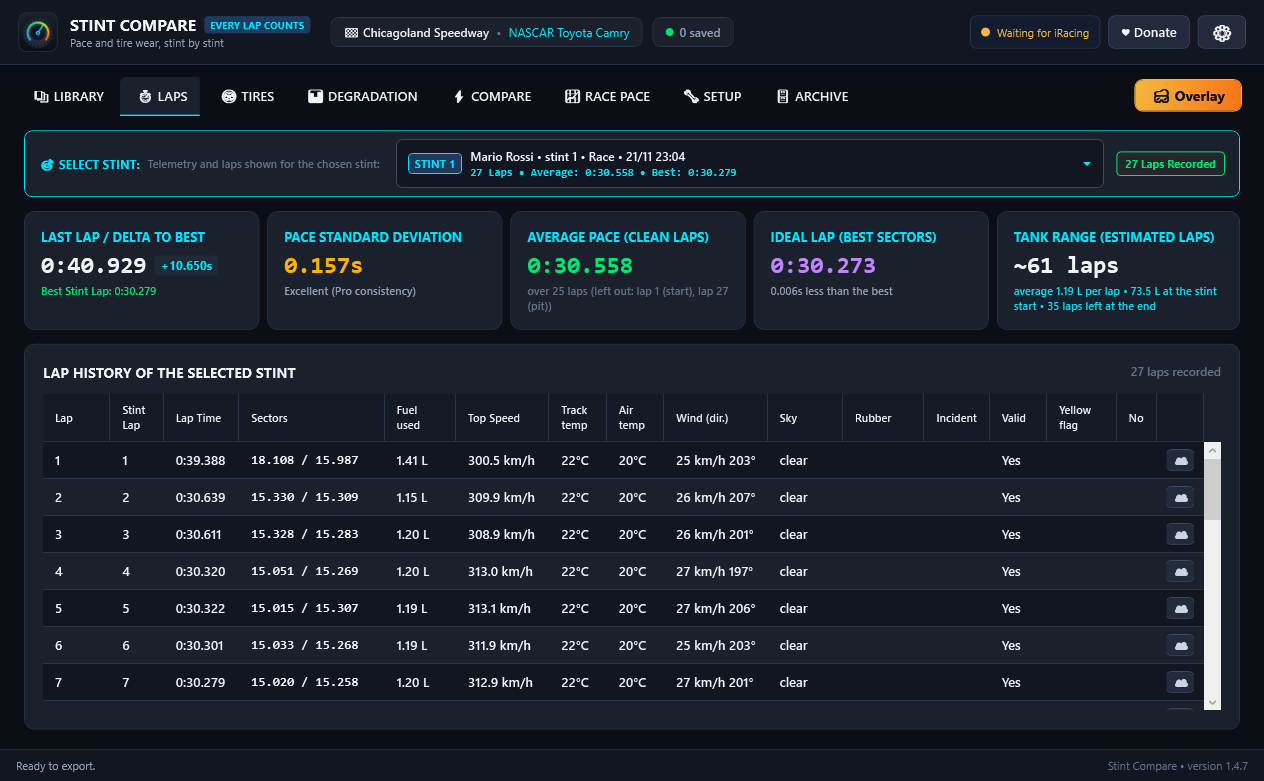 STINT COMPARE EVERY LAP COUNTS
Pace and tire wear, stint by stint
Chicagoland Speedway • NASCAR Toyota Camry
0 saved
Waiting for iRacing
Donate
LIBRARY
LAPS
TIRES
DEGRADATION
COMPARE
RACE PACE
SETUP
ARCHIVE
Overlay
SELECT STINT: Telemetry and laps shown for the chosen stint:
STINT 1
Mario Rossi • stint 1 • Race • 21/11 23:04
27 Laps • Average: 0:30.558 • Best: 0:30.279
27 Laps Recorded
LAST LAP / DELTA TO BEST
0:40.929 +10.650s
Best Stint Lap: 0:30.279
PACE STANDARD DEVIATION
0.157s
Excellent (Pro consistency)
AVERAGE PACE (CLEAN LAPS)
0:30.558
over 25 laps (left out: lap 1 (start), lap 27
(pit))
IDEAL LAP (BEST SECTORS)
0:30.273
0.006s less than the best
TANK RANGE (ESTIMATED LAPS)
~61 laps
average 1.19 L per lap • 73.5 L at the stint
start • 35 laps left at the end
LAP HISTORY OF THE SELECTED STINT
27 laps recorded
Lap Stint Lap Lap Time Sectors Fuel used Top Speed Track temp Air temp Wind (dir.) Sky Rubber Incident Valid Yellow flag No
1 1 0:39.388 18.108 / 15.987 1.41 L 300.5 km/h 22°C 20°C 25 km/h 203° clear Yes
2 2 0:30.639 15.330 / 15.309 1.15 L 309.9 km/h 22°C 20°C 26 km/h 207° clear Yes
3 3 0:30.611 15.328 / 15.283 1.20 L 308.9 km/h 22°C 20°C 26 km/h 201° clear Yes
4 4 0:30.320 15.051 / 15.269 1.20 L 313.0 km/h 22°C 20°C 27 km/h 197° clear Yes
5 5 0:30.322 15.015 / 15.307 1.19 L 313.1 km/h 22°C 20°C 27 km/h 206° clear Yes
6 6 0:30.301 15.033 / 15.268 1.19 L 311.9 km/h 22°C 20°C 25 km/h 203° clear Yes
7 7 0:30.279 15.020 / 15.258 1.20 L 312.9 km/h 22°C 20°C 27 km/h 201° clear Yes
Ready to export.
Stint Compare • version 1.4.7